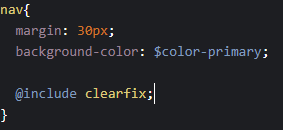 nav{
margin: 30px;
background-color: $color-primary;
@include clearfix;
}